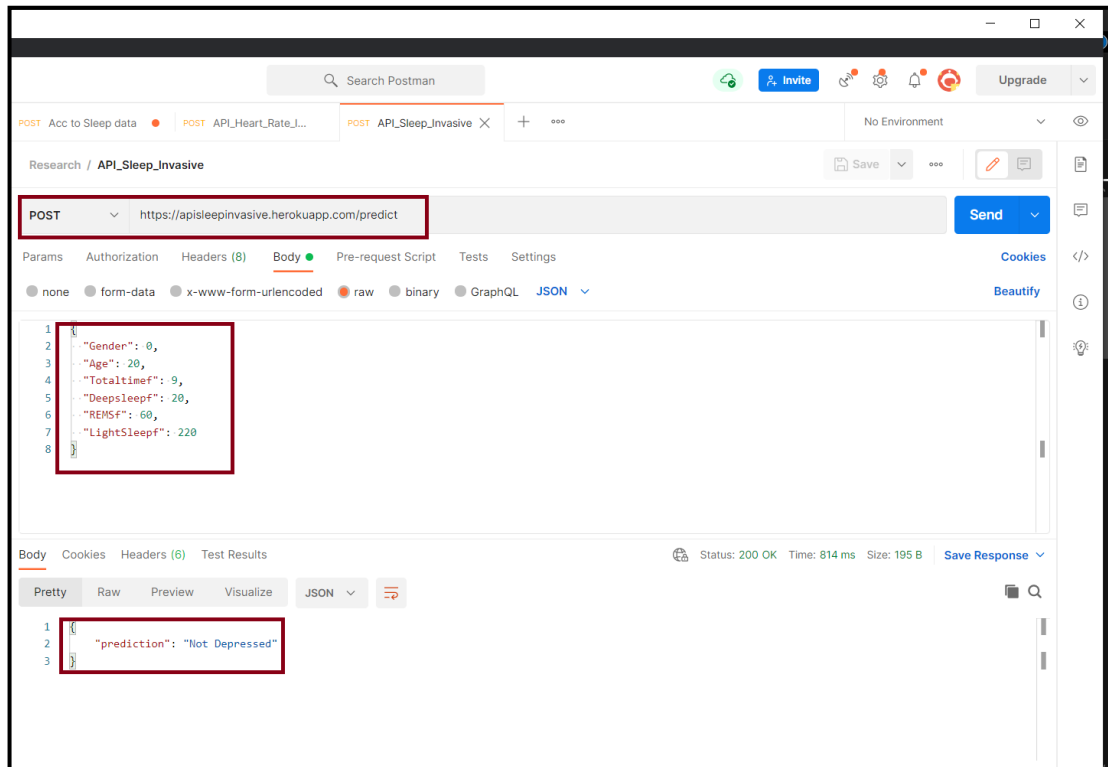 Search Postman
Invite
Upgrade
POST Acc to Sleep data
POST API_Heart_Rate_I...
POST API_Sleep_Invasive
No Environment
Research / API_Sleep_Invasive
Save
POST
https://apisleepinvasive.herokuapp.com/predict
Send
Params Authorization Headers (8) Body Pre-request Script Tests Settings Cookies
none form-data x-www-form-urlencoded raw binary GraphQL JSON Beautify
1 {
2 "Gender": 0,
3 "Age": 20,
4 "Totaltimef": 9,
5 "Deepsleepf": 20,
6 "REMSf": 60,
7 "LightSleepf": 220
8 }
Body Cookies Headers (6) Test Results Status: 200 OK Time: 814 ms Size: 195 B Save Response
Pretty Raw Preview Visualize JSON
1 {
2 "prediction": "Not Depressed"
3 }